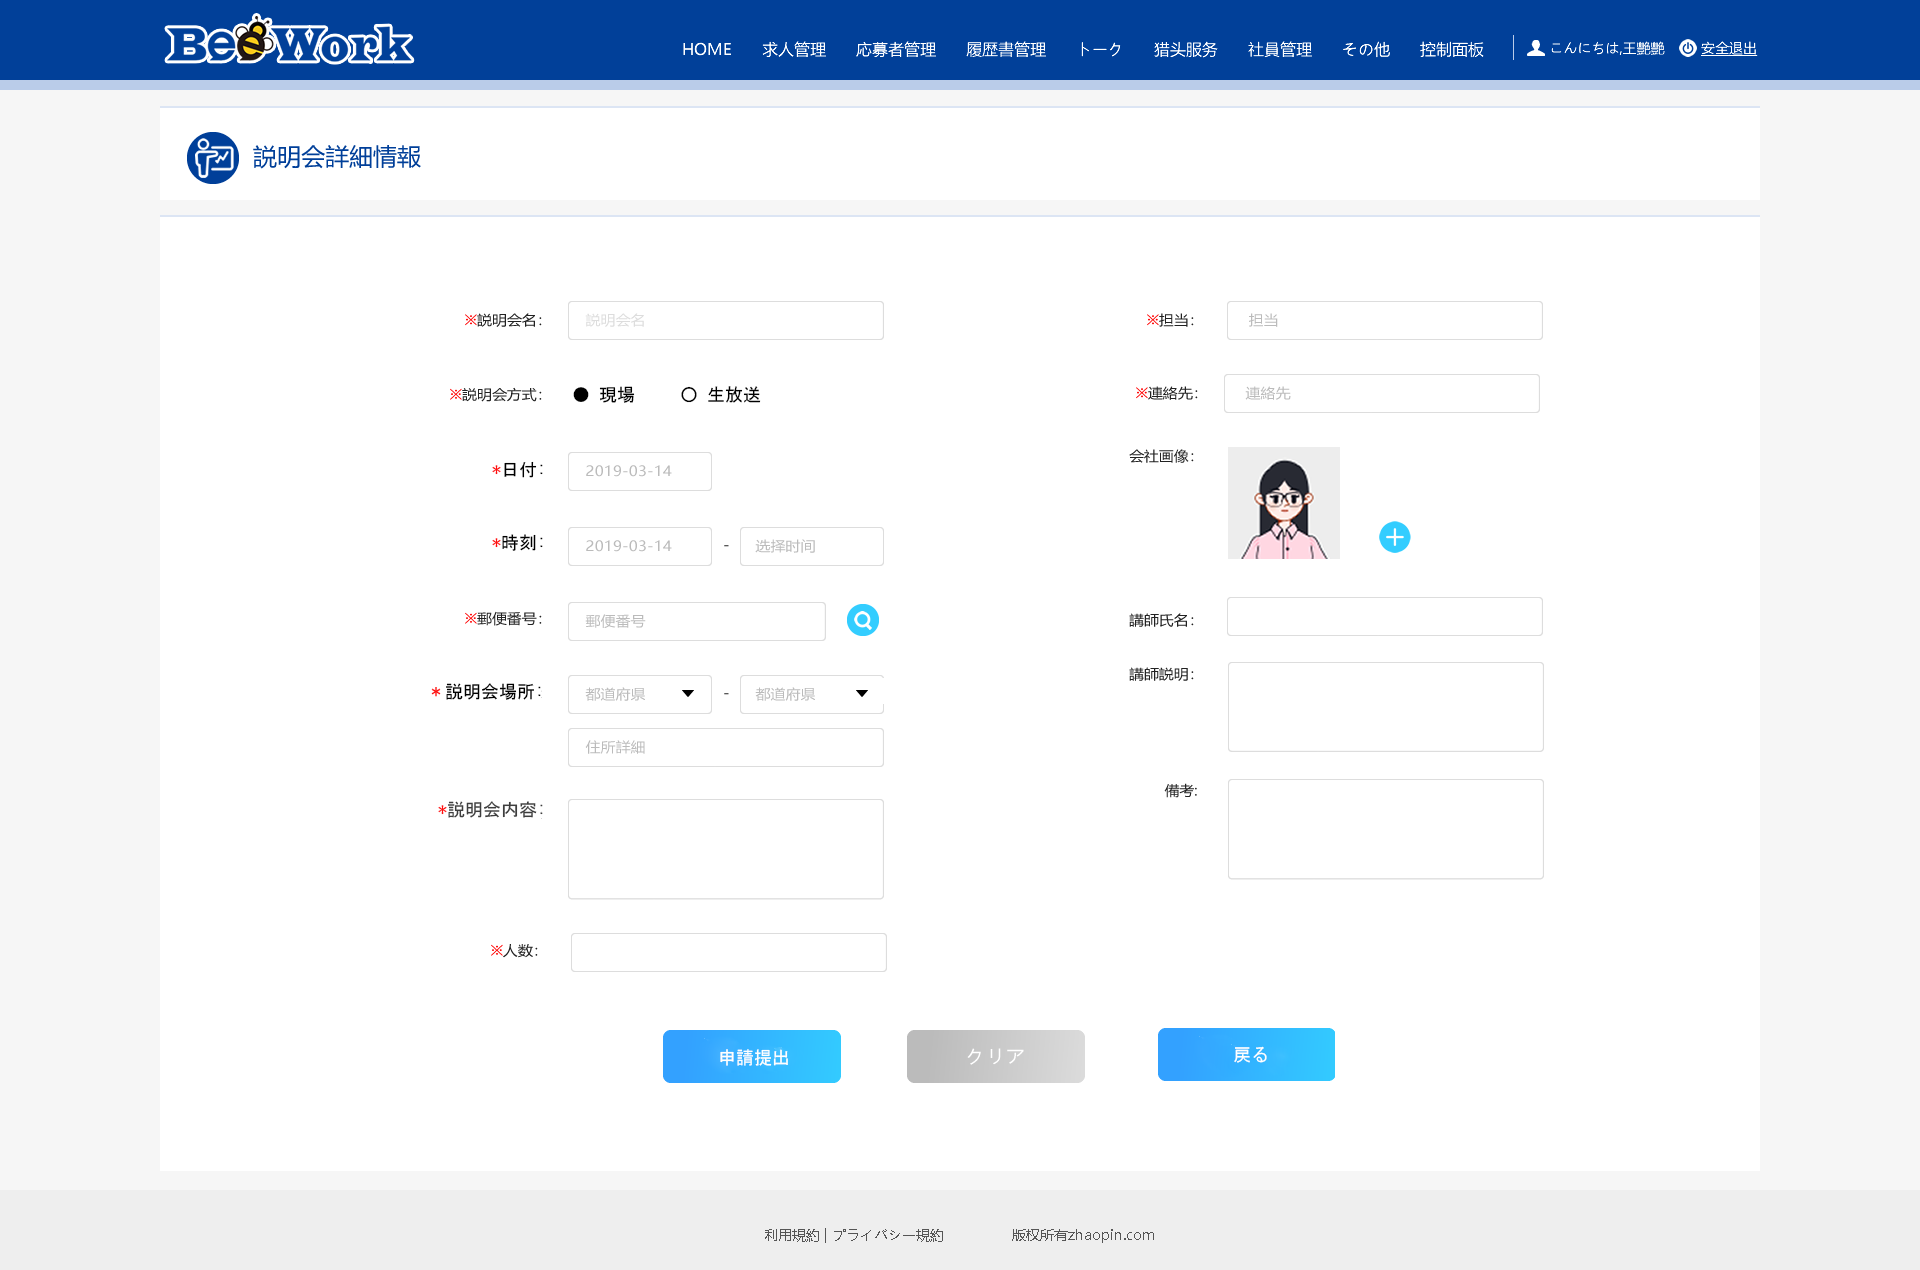 BeeWork
HOME 求人管理 応募者管理 履歴書管理 トーク 猎头服务 社員管理 その他 控制面板 こんにちは,王艷艷 安全退出
説明会詳細情報
※説明会名: 説明会名
※担当: 担当
※説明会方式: 現場 生放送
※連絡先: 連絡先
会社画像:
*日付: 2019-03-14
*時刻: 2019-03-14 - 选择时间
※郵便番号: 郵便番号
講師氏名:
講師説明:
* 説明会場所: 都道府県 - 都道府県
住所詳細
備考:
*説明会内容:
※人数:
申請提出 クリア 戻る
利用規約 | プライバシー規約 版权所有zhaopin.com